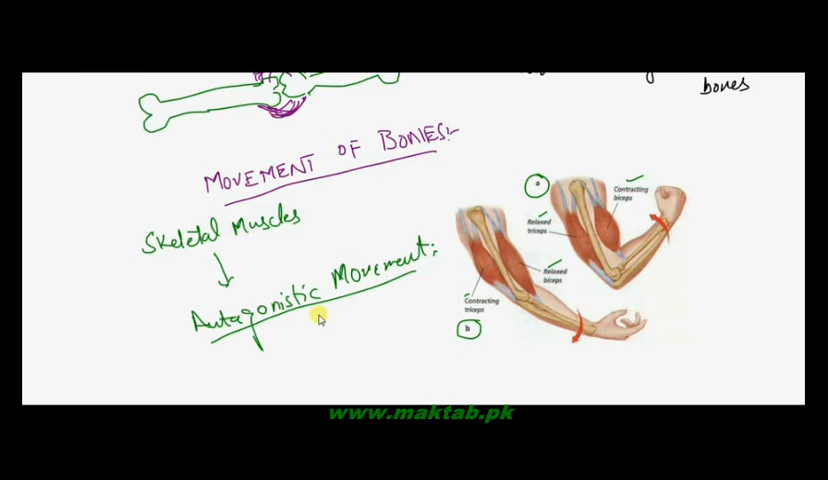 bones
MOVEMENT OF BONES:-
Skeletal Muscles
Antagonistic Movement:
a
Contracting
biceps
Relaxed
triceps
Relaxed
biceps
Contracting
triceps
b
www.maktab.pk